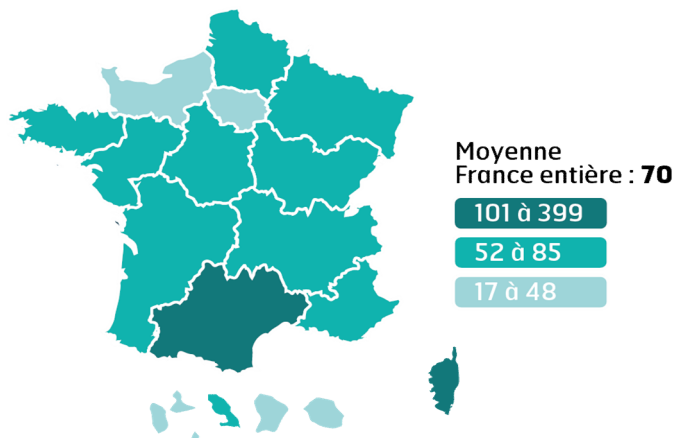 Moyenne
France entière : 70
101 à 399
52 à 85
17 à 48